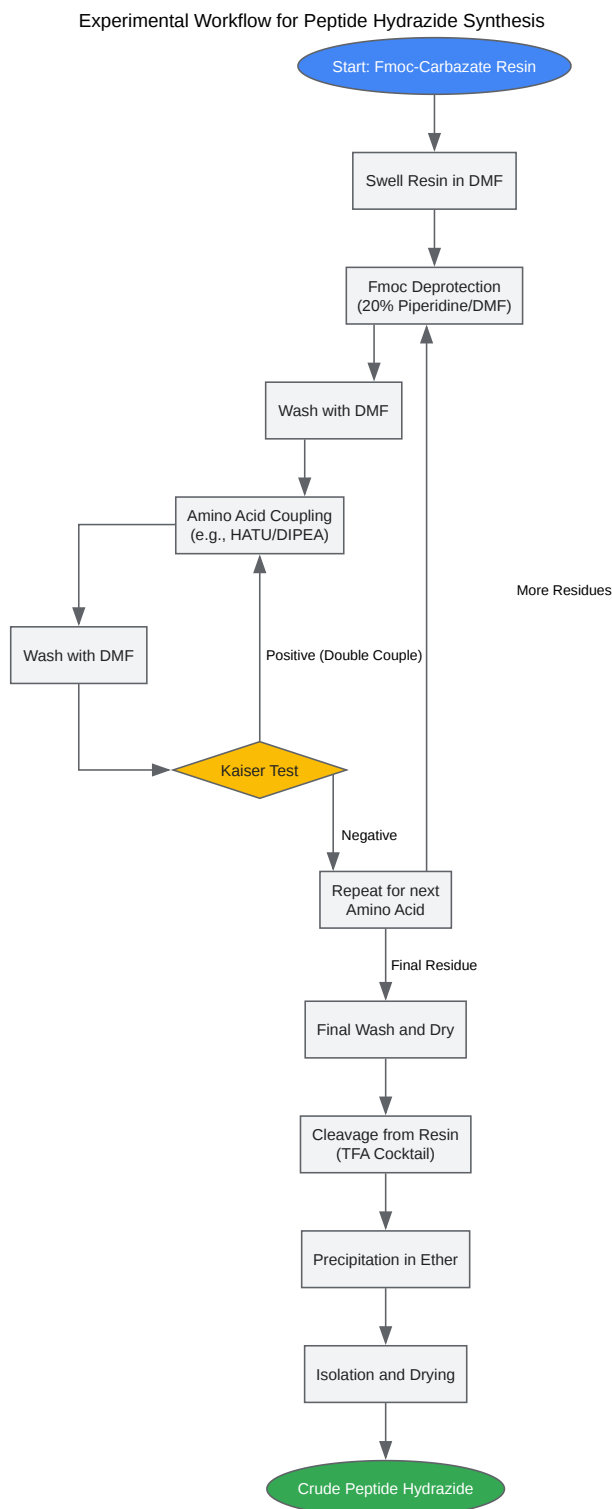 Experimental Workflow for Peptide Hydrazide Synthesis
Start: Fmoc-Carbazate Resin
Swell Resin in DMF
Fmoc Deprotection
(20% Piperidine/DMF)
Wash with DMF
Amino Acid Coupling
(e.g., HATU/DIPEA)
More Residues
Wash with DMF
Positive (Double Couple)
Kaiser Test
Negative
Repeat for next
Amino Acid
Final Residue
Final Wash and Dry
Cleavage from Resin
(TFA Cocktail)
Precipitation in Ether
Isolation and Drying
Crude Peptide Hydrazide